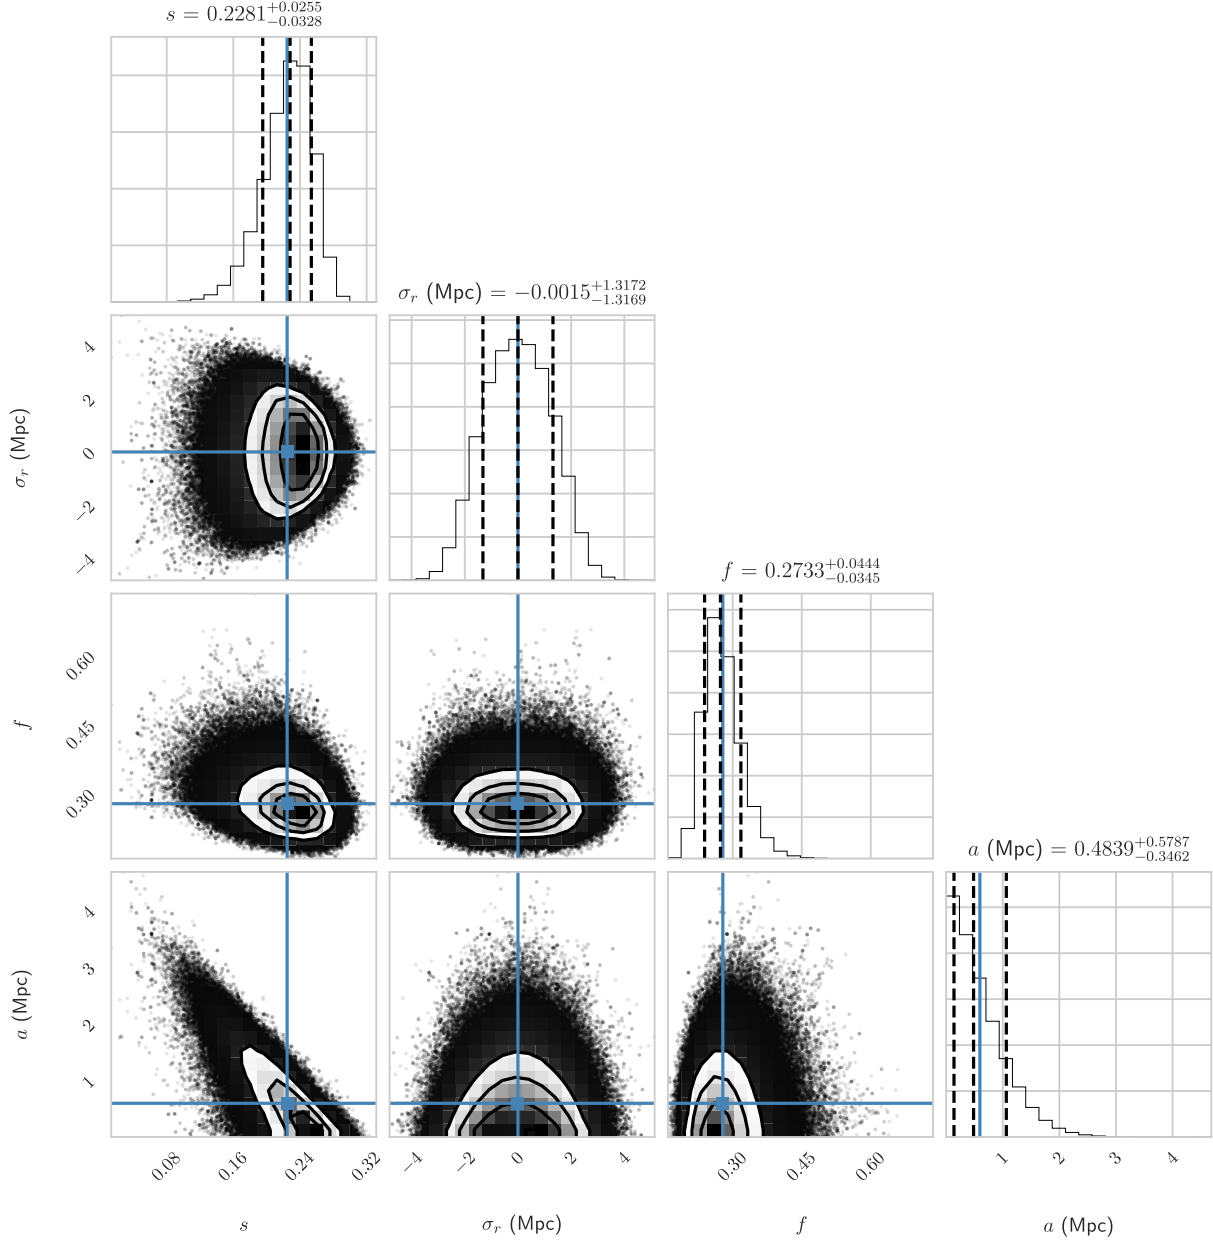 s = 0.2281+0.0255−0.0328
σr (Mpc) = −0.0015+1.3172−1.3169
4
2
0
−2
−4
σr (Mpc)
f = 0.2733+0.0444−0.0345
0.60
0.45
0.30
f
a (Mpc) = 0.4839+0.5787−0.3462
4
3
2
1
a (Mpc)
0.08 0.16 0.24 0.32 −4 −2 0 2 4 0.30 0.45 0.60 1 2 3 4
s σr (Mpc) f a (Mpc)